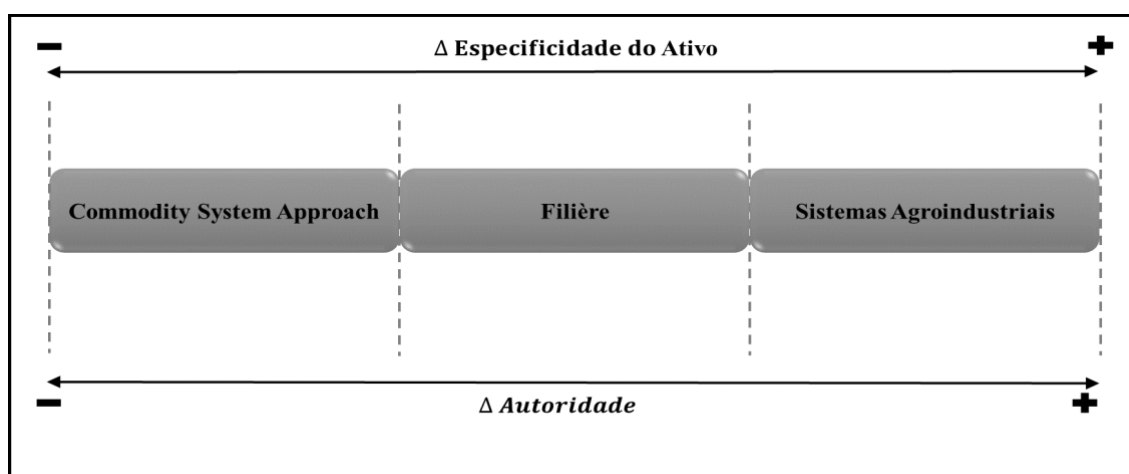 − Δ Especificidade do Ativo +
Commodity System Approach Filière Sistemas Agroindustriais
− Δ Autoridade +